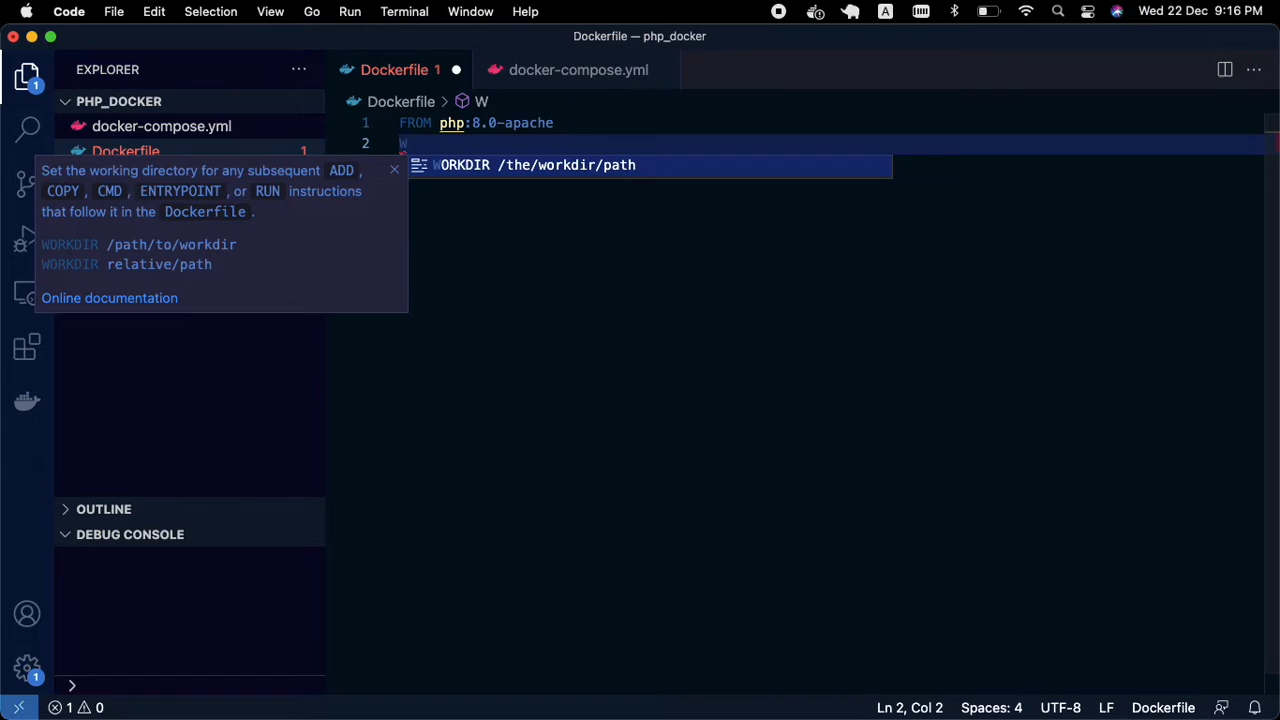 Code File Edit Selection View Go Run Terminal Window Help A Wed 22 Dec 9:16 PM
Dockerfile — php_docker
EXPLORER
Dockerfile 1
docker-compose.yml
1
PHP_DOCKER
Dockerfile > W
docker-compose.yml
1 FROM php:8.0-apache
Dockerfile 1
2 W
WORKDIR /the/workdir/path
Set the working directory for any subsequent ADD,
COPY, CMD, ENTRYPOINT, or RUN instructions
that follow it in the Dockerfile.
WORKDIR /path/to/workdir
WORKDIR relative/path
Online documentation
OUTLINE
DEBUG CONSOLE
1
>
1 0
Ln 2, Col 2 Spaces: 4 UTF-8 LF Dockerfile